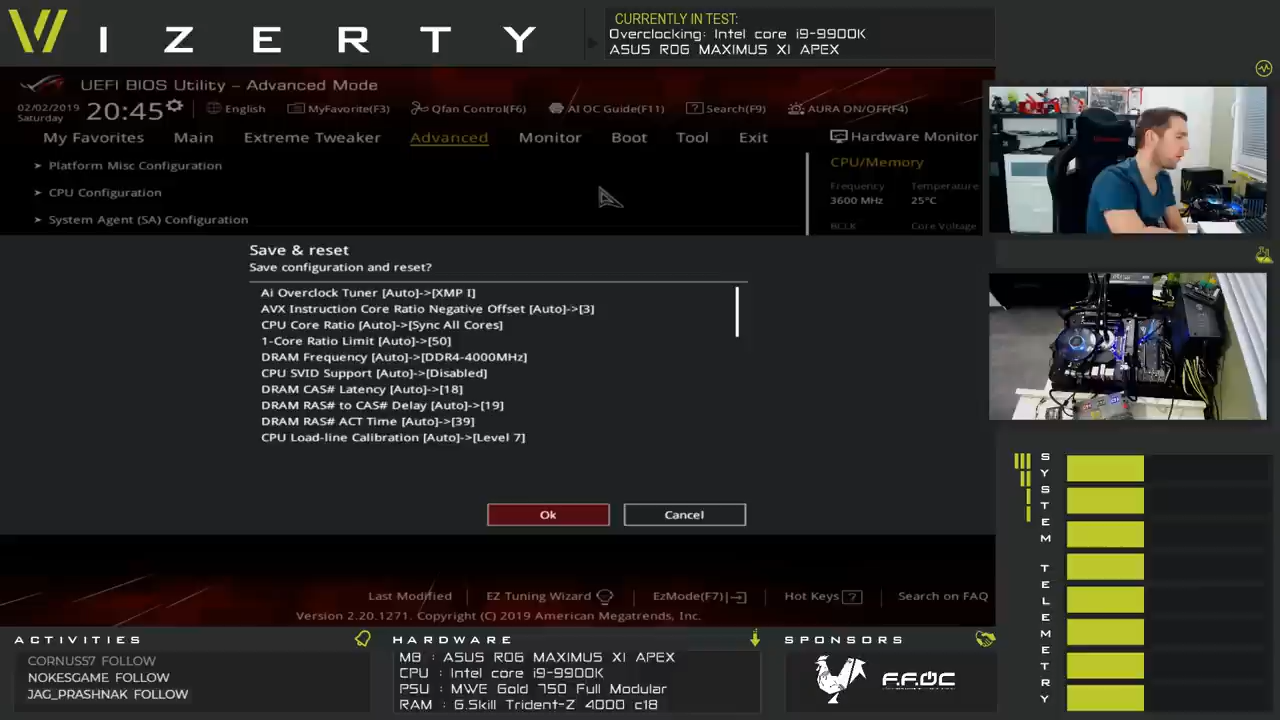 W I Z E R T Y
CURRENTLY IN TEST:
Overclocking: Intel core i9-9900K
ASUS ROG MAXIMUS XI APEX
UEFI BIOS Utility – Advanced Mode
02/02/2019
Saturday
20:45
English
MyFavorite(F3)
Qfan Control(F6)
AI OC Guide(F11)
? Search(F9)
AURA ON/OFF(F4)
My Favorites
Main
Extreme Tweaker
Advanced
Monitor
Boot
Tool
Exit
Hardware Monitor
Platform Misc Configuration
CPU Configuration
System Agent (SA) Configuration
CPU/Memory
Frequency
Temperature
3600 MHz
25°C
BCLK
Core Voltage
Save & reset
Save configuration and reset?
Ai Overclock Tuner [Auto]->[XMP I]
AVX Instruction Core Ratio Negative Offset [Auto]->[3]
CPU Core Ratio [Auto]->[Sync All Cores]
1-Core Ratio Limit [Auto]->[50]
DRAM Frequency [Auto]->[DDR4-4000MHz]
CPU SVID Support [Auto]->[Disabled]
DRAM CAS# Latency [Auto]->[18]
DRAM RAS# to CAS# Delay [Auto]->[19]
DRAM RAS# ACT Time [Auto]->[39]
CPU Load-line Calibration [Auto]->[Level 7]
Ok
Cancel
Last Modified
EZ Tuning Wizard
EzMode(F7)
Hot Keys ?
Search on FAQ
Version 2.20.1271. Copyright (C) 2019 American Megatrends, Inc.
SYSTEM TELEMETRY
ACTIVITIES
CORNUS57 FOLLOW
NOKESGAME FOLLOW
JAG_PRASHNAK FOLLOW
HARDWARE
MB : ASUS ROG MAXIMUS XI APEX
CPU : Intel core i9-9900K
PSU : MWE Gold 750 Full Modular
RAM : G.Skill Trident-Z 4000 c18
SPONSORS
F.F.OC